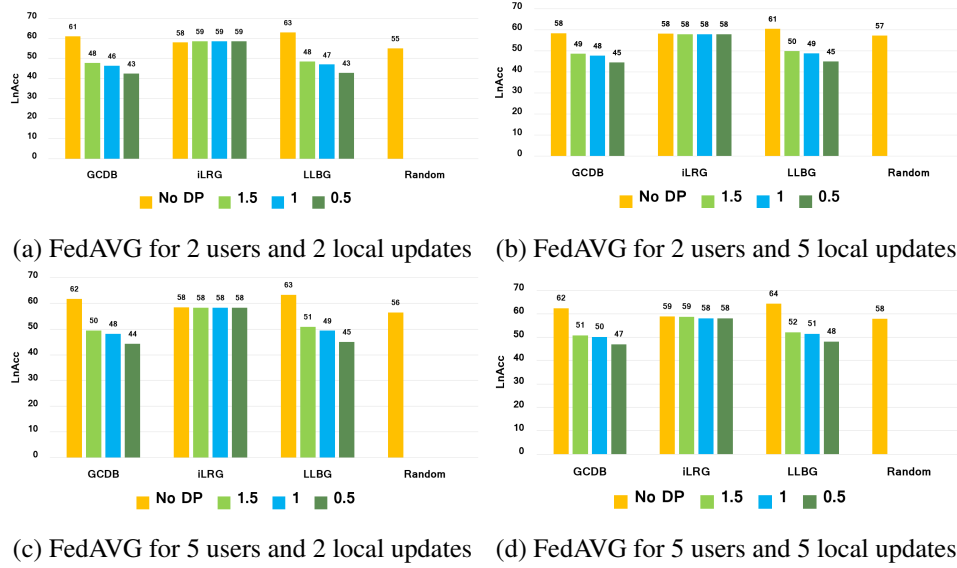 70
60
50
40
30
20
10
0
LnAcc
61 48 46 43 58 59 59 59 63 48 47 43 55
GCDB iLRG LLBG Random
No DP 1.5 1 0.5
(a) FedAVG for 2 users and 2 local updates
70
60
50
40
30
20
10
0
LnAcc
58 49 48 45 58 58 58 58 61 50 49 45 57
GCDB iLRG LLBG Random
No DP 1.5 1 0.5
(b) FedAVG for 2 users and 5 local updates
70
60
50
40
30
20
10
0
LnAcc
62 50 48 44 58 58 58 58 63 51 49 45 56
GCDB iLRG LLBG Random
No DP 1.5 1 0.5
(c) FedAVG for 5 users and 2 local updates
70
60
50
40
30
20
10
0
LnAcc
62 51 50 47 59 59 58 58 64 52 51 48 58
GCDB iLRG LLBG Random
No DP 1.5 1 0.5
(d) FedAVG for 5 users and 5 local updates